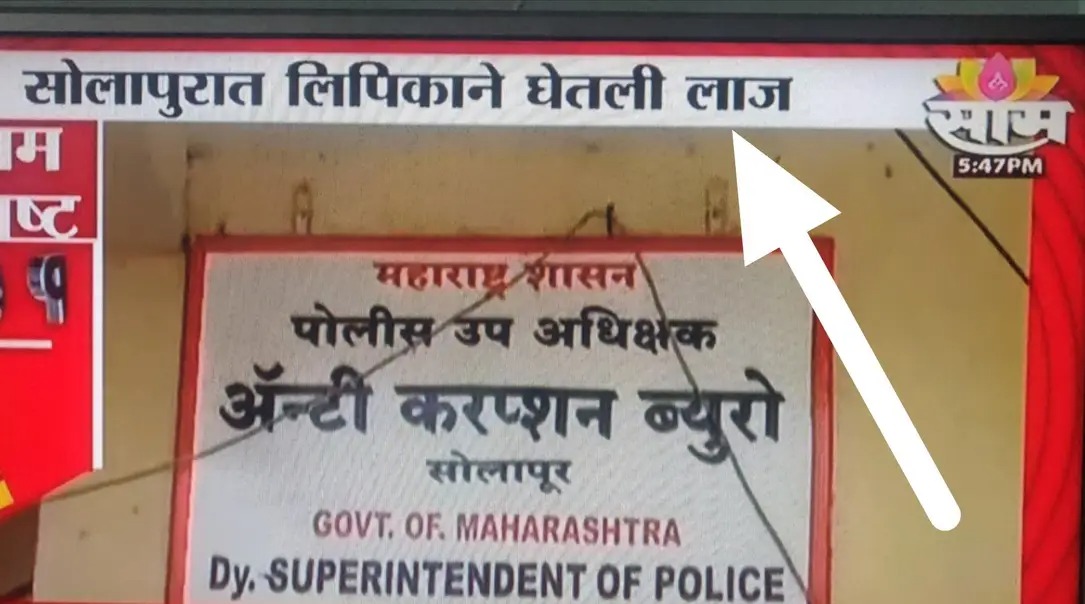 सोलापुरात लिपिकाने घेतली लाज
साम
5:47PM
महाराष्ट्र शासन
पोलीस उप अधिक्षक
ॲन्टी करप्शन ब्युरो
सोलापूर
GOVT. OF. MAHARASHTRA
Dy. SUPERINTENDENT OF POLICE